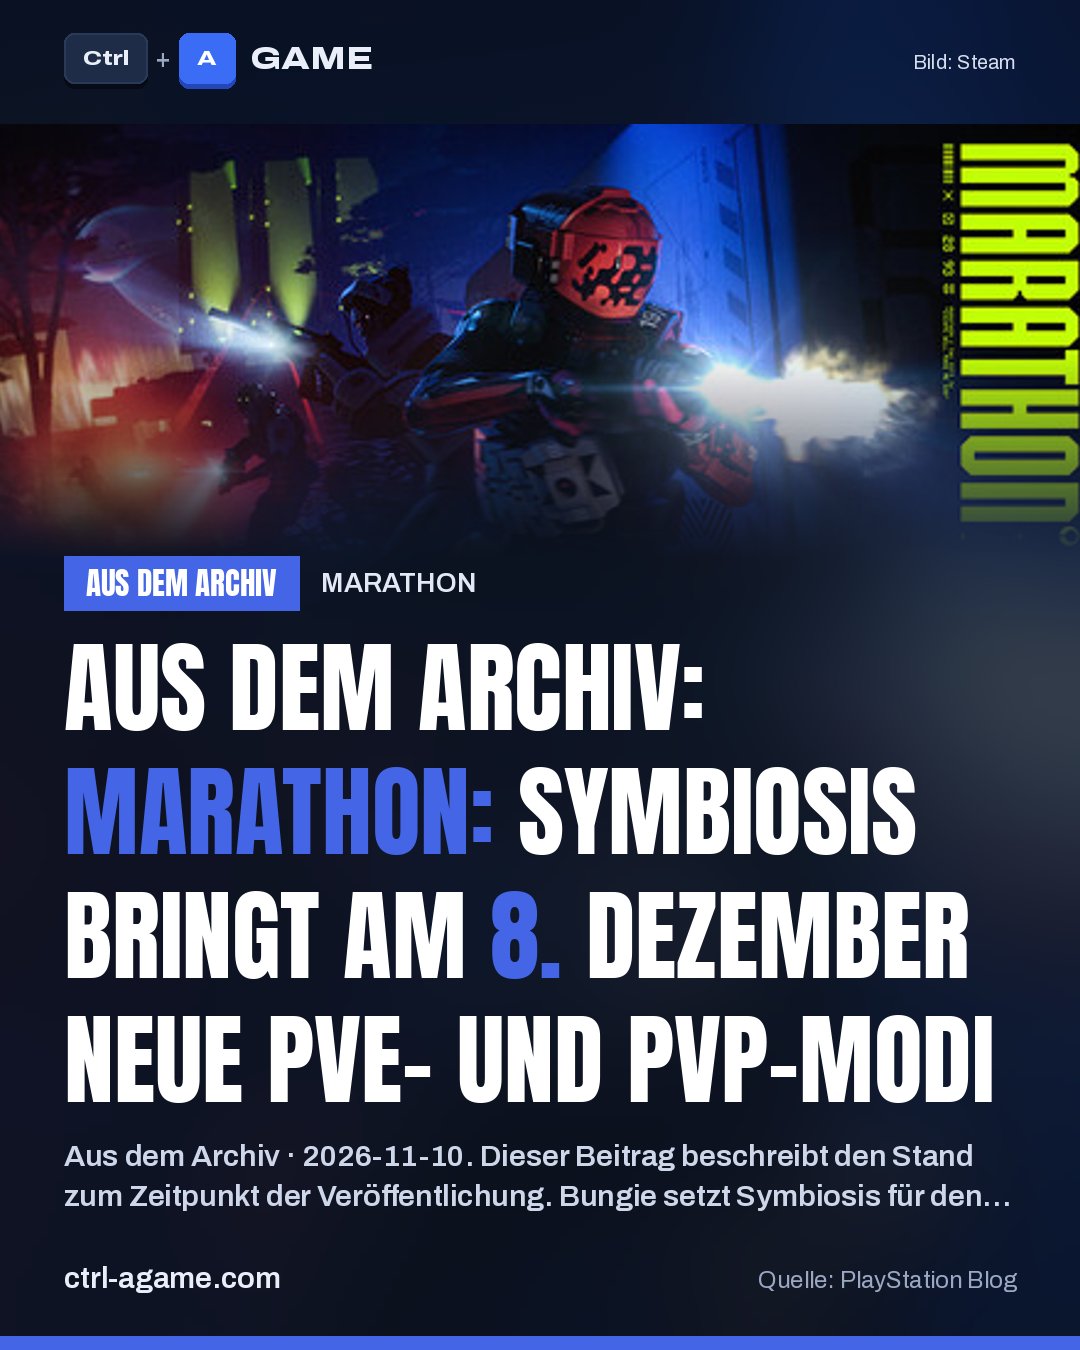 Ctrl + A GAME
Bild: Steam
MARATHON
AUS DEM ARCHIV MARATHON
AUS DEM ARCHIV:
MARATHON: SYMBIOSIS
BRINGT AM 8. DEZEMBER
NEUE PVE- UND PVP-MODI
Aus dem Archiv · 2026-11-10. Dieser Beitrag beschreibt den Stand
zum Zeitpunkt der Veröffentlichung. Bungie setzt Symbiosis für den...
ctrl-agame.com
Quelle: PlayStation Blog